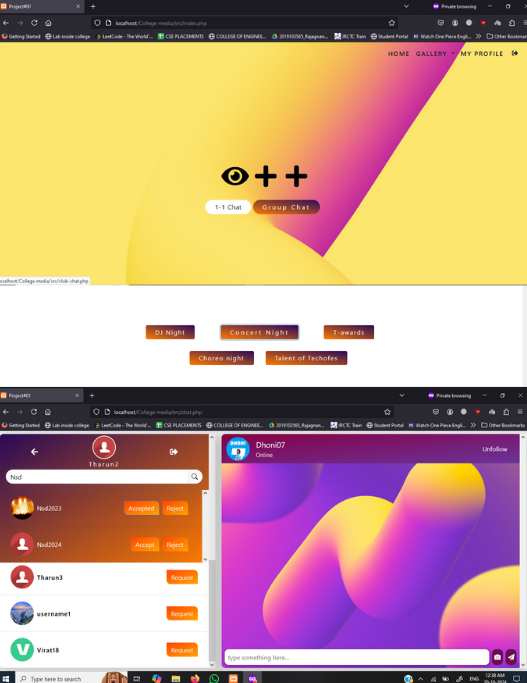 Project#01
Private browsing
localhost/College media/src/index.php
Getting Started
Lab inside college
LeetCode - The World'...
CSE PLACEMENTS
COLLEGE OF ENGINEE...
2019103565_Rajagnan...
IRCTC Train
Student Portal
Watch One Piece Engli...
Other Bookmar
HOME GALLERY MY PROFILE
1-1 Chat Group Chat
ocalhost/College media/src/club-chat.php
DJ Night Concert Night T-awards
Choreo night Talent of Techofes
Project#01
Private browsing
localhost/College media/src/chat.php
Getting Started
Lab inside college
LeetCode - The World'...
CSE PLACEMENTS
COLLEGE OF ENGINEE...
2019103565_Rajagnan...
IRCTC Train
Student Portal
Watch One Piece Engli...
Other Bookmarks
Tharun2
Nsd
Nsd2023 Accepted Reject
Nsd2024 Accept Reject
Tharun3 Request
username1 Request
V Virat18 Request
Dhoni07
Online
Unfollow
type something here...
Type here to search
ENG
12:38 AM